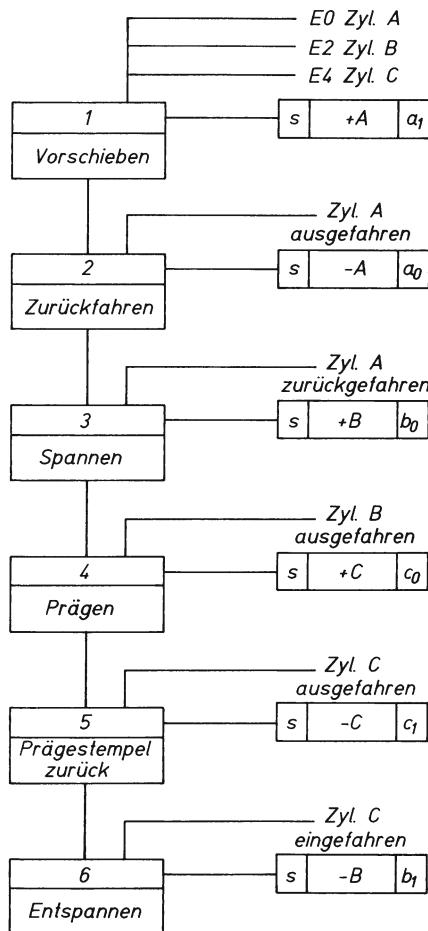 E0 Zyl. A
E2 Zyl. B
E4 Zyl. C
1
s +A a1
Vorschieben
Zyl. A
ausgefahren
2
s -A a0
Zurückfahren
Zyl. A
zurückgefahren
3
s +B b0
Spannen
Zyl. B
ausgefahren
4
s +C c0
Prägen
Zyl. C
ausgefahren
5
s -C c1
Prägestempel
zurück
Zyl. C
eingefahren
6
s -B b1
Entspannen